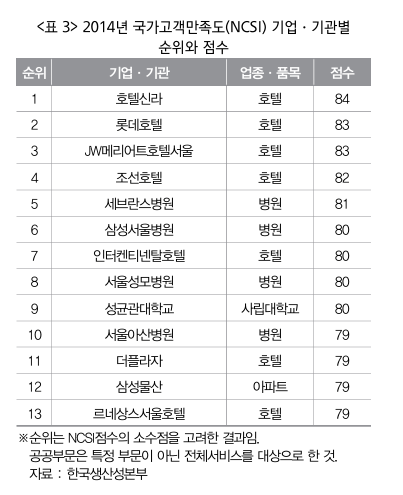 <표 3> 2014년 국가고객만족도(NCSI) 기업 · 기관별
순위와 점수
순위 기업 · 기관 업종 · 품목 점수
1 호텔신라 호텔 84
2 롯데호텔 호텔 83
3 JW메리어트호텔서울 호텔 83
4 조선호텔 호텔 82
5 세브란스병원 병원 81
6 삼성서울병원 병원 80
7 인터켄티넨탈호텔 호텔 80
8 서울성모병원 병원 80
9 성균관대학교 사립대학교 80
10 서울아산병원 병원 79
11 더플라자 호텔 79
12 삼성물산 아파트 79
13 르네상스서울호텔 호텔 79
※순위는 NCSI점수의 소수점을 고려한 결과임.
공공부문은 특정 부문이 아닌 전체서비스를 대상으로 한 것.
자료 : 한국생산성본부